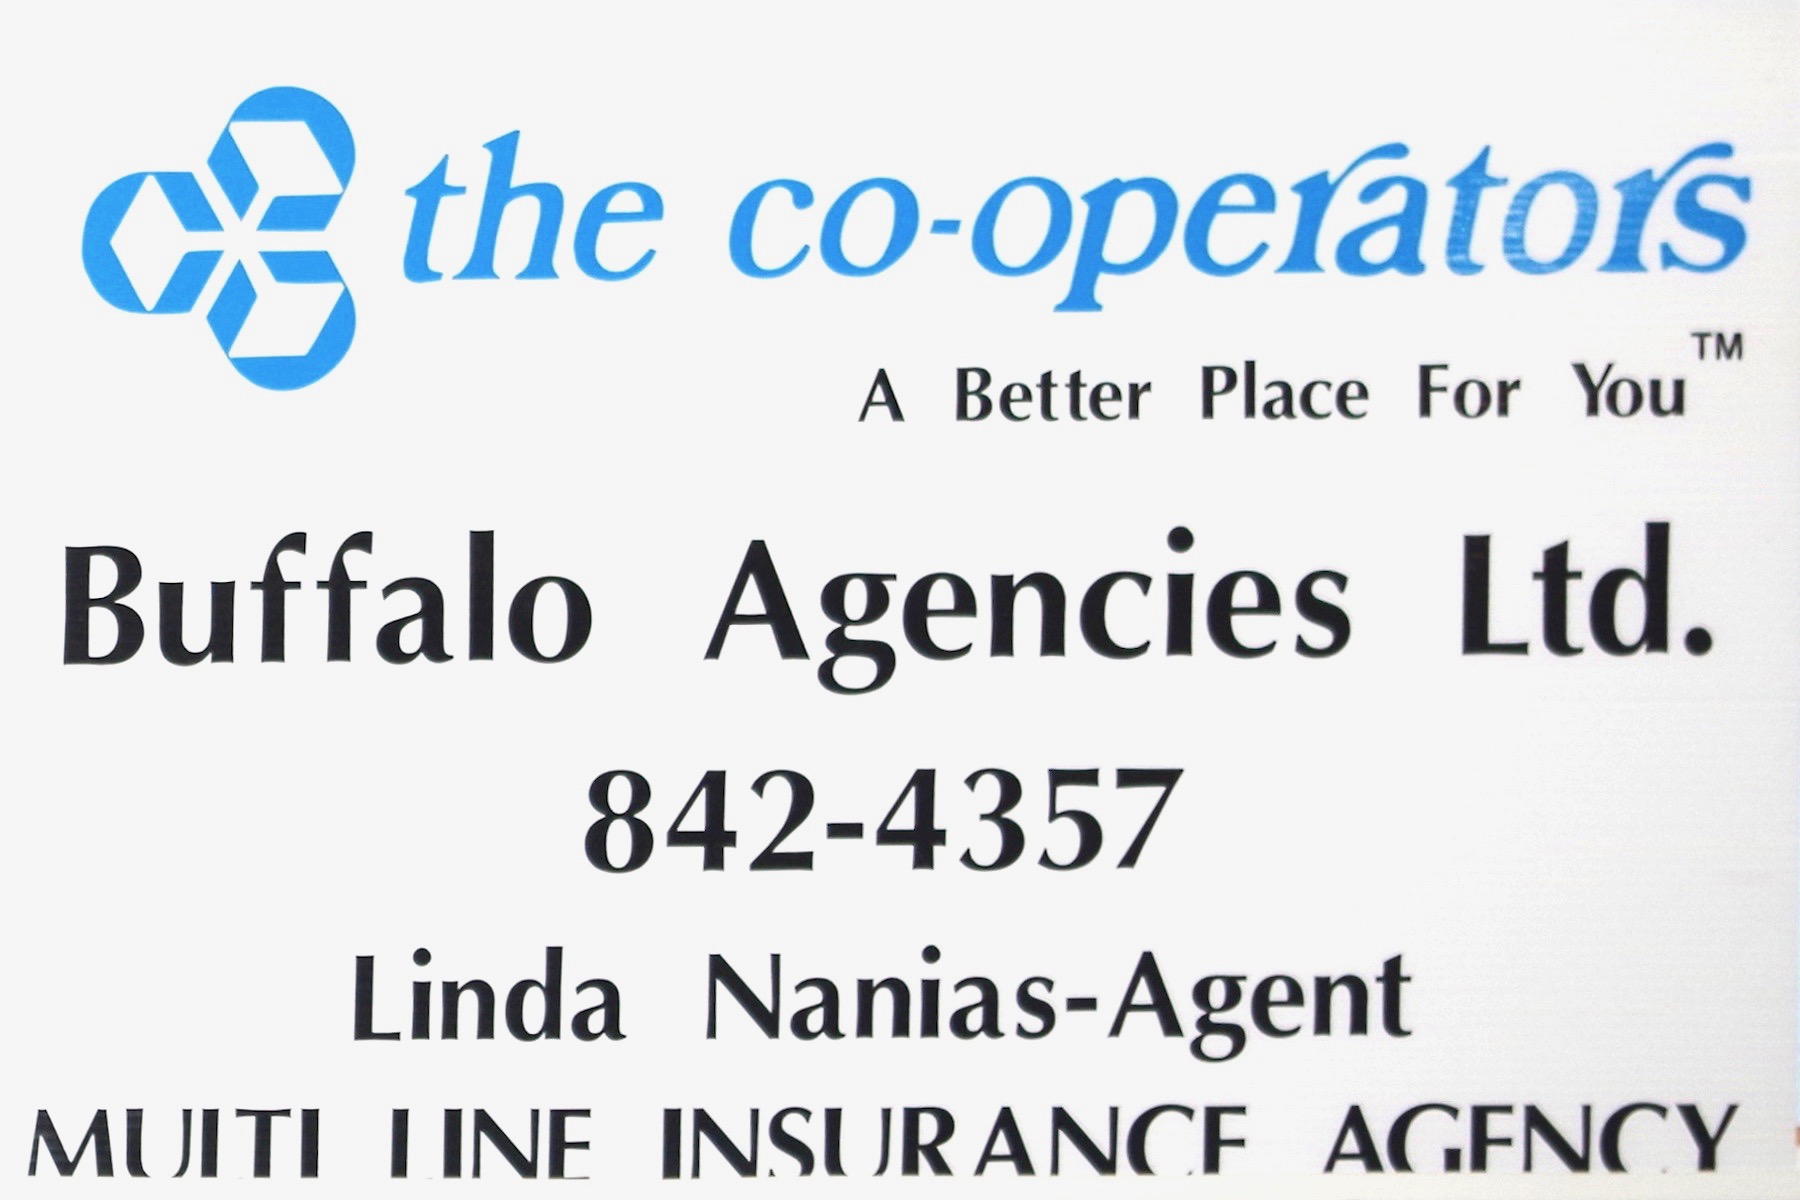 the co-operators
A Better Place For You™
Buffalo Agencies Ltd.
842-4357
Linda Nanias-Agent
MULTI LINE INSURANCE AGENCY